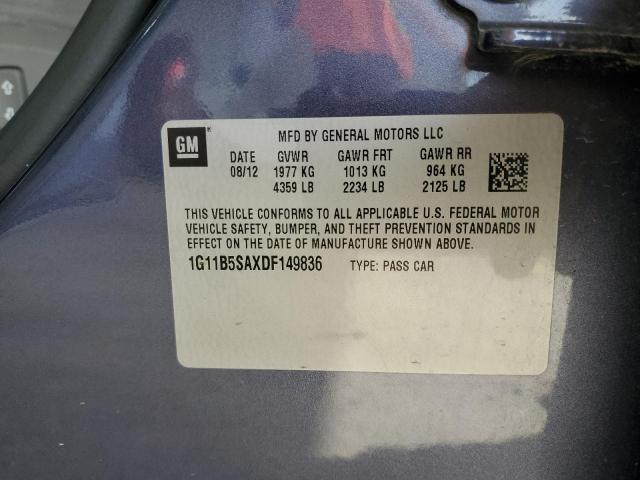 GM
MFD BY GENERAL MOTORS LLC
DATE GVWR GAWR FRT GAWR RR
08/12 1977 KG 1013 KG 964 KG
4359 LB 2234 LB 2125 LB
THIS VEHICLE CONFORMS TO ALL APPLICABLE U.S. FEDERAL MOTOR
VEHICLE SAFETY, BUMPER, AND THEFT PREVENTION STANDARDS IN
EFFECT ON THE DATE OF MANUFACTURE SHOWN ABOVE.
1G11B5SAXDF149836 TYPE: PASS CAR